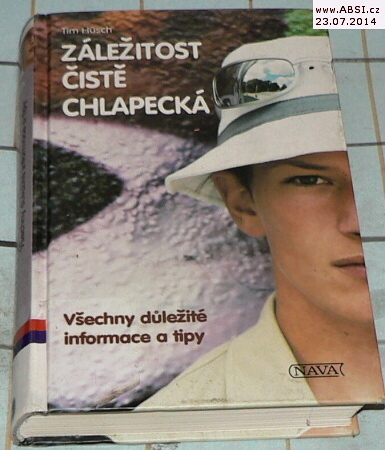 www.ABSI.cz
23.07.2014
Tim Hüsch
ZÁLEŽITOST
ČISTĚ
CHLAPECKÁ
Všechny důležité
informace a tipy
NAVA